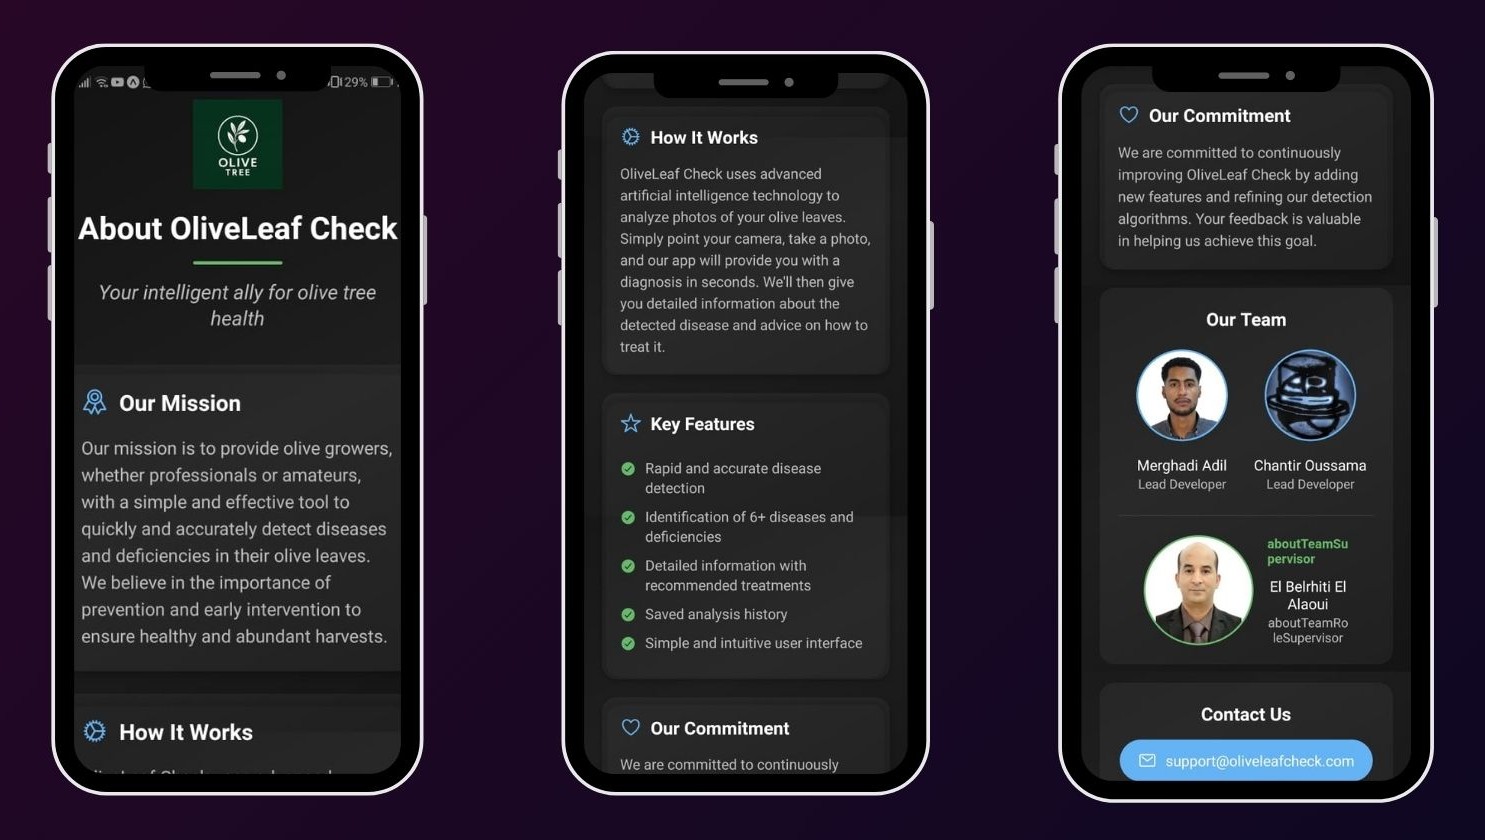 29%
OLIVE
TREE
About OliveLeaf Check
Your intelligent ally for olive tree
health
Our Mission
Our mission is to provide olive growers,
whether professionals or amateurs,
with a simple and effective tool to
quickly and accurately detect diseases
and deficiencies in their olive leaves.
We believe in the importance of
prevention and early intervention to
ensure healthy and abundant harvests.
How It Works
How It Works
OliveLeaf Check uses advanced
artificial intelligence technology to
analyze photos of your olive leaves.
Simply point your camera, take a photo,
and our app will provide you with a
diagnosis in seconds. We'll then give
you detailed information about the
detected disease and advice on how to
treat it.
Key Features
Rapid and accurate disease
detection
Identification of 6+ diseases and
deficiencies
Detailed information with
recommended treatments
Saved analysis history
Simple and intuitive user interface
Our Commitment
We are committed to continuously
Our Commitment
We are committed to continuously
improving OliveLeaf Check by adding
new features and refining our detection
algorithms. Your feedback is valuable
in helping us achieve this goal.
Our Team
Merghadi Adil
Lead Developer
Chantir Oussama
Lead Developer
aboutTeamSu
pervisor
El Belrhiti El
Alaoui
aboutTeamRo
leSupervisor
Contact Us
support@oliveleafcheck.com